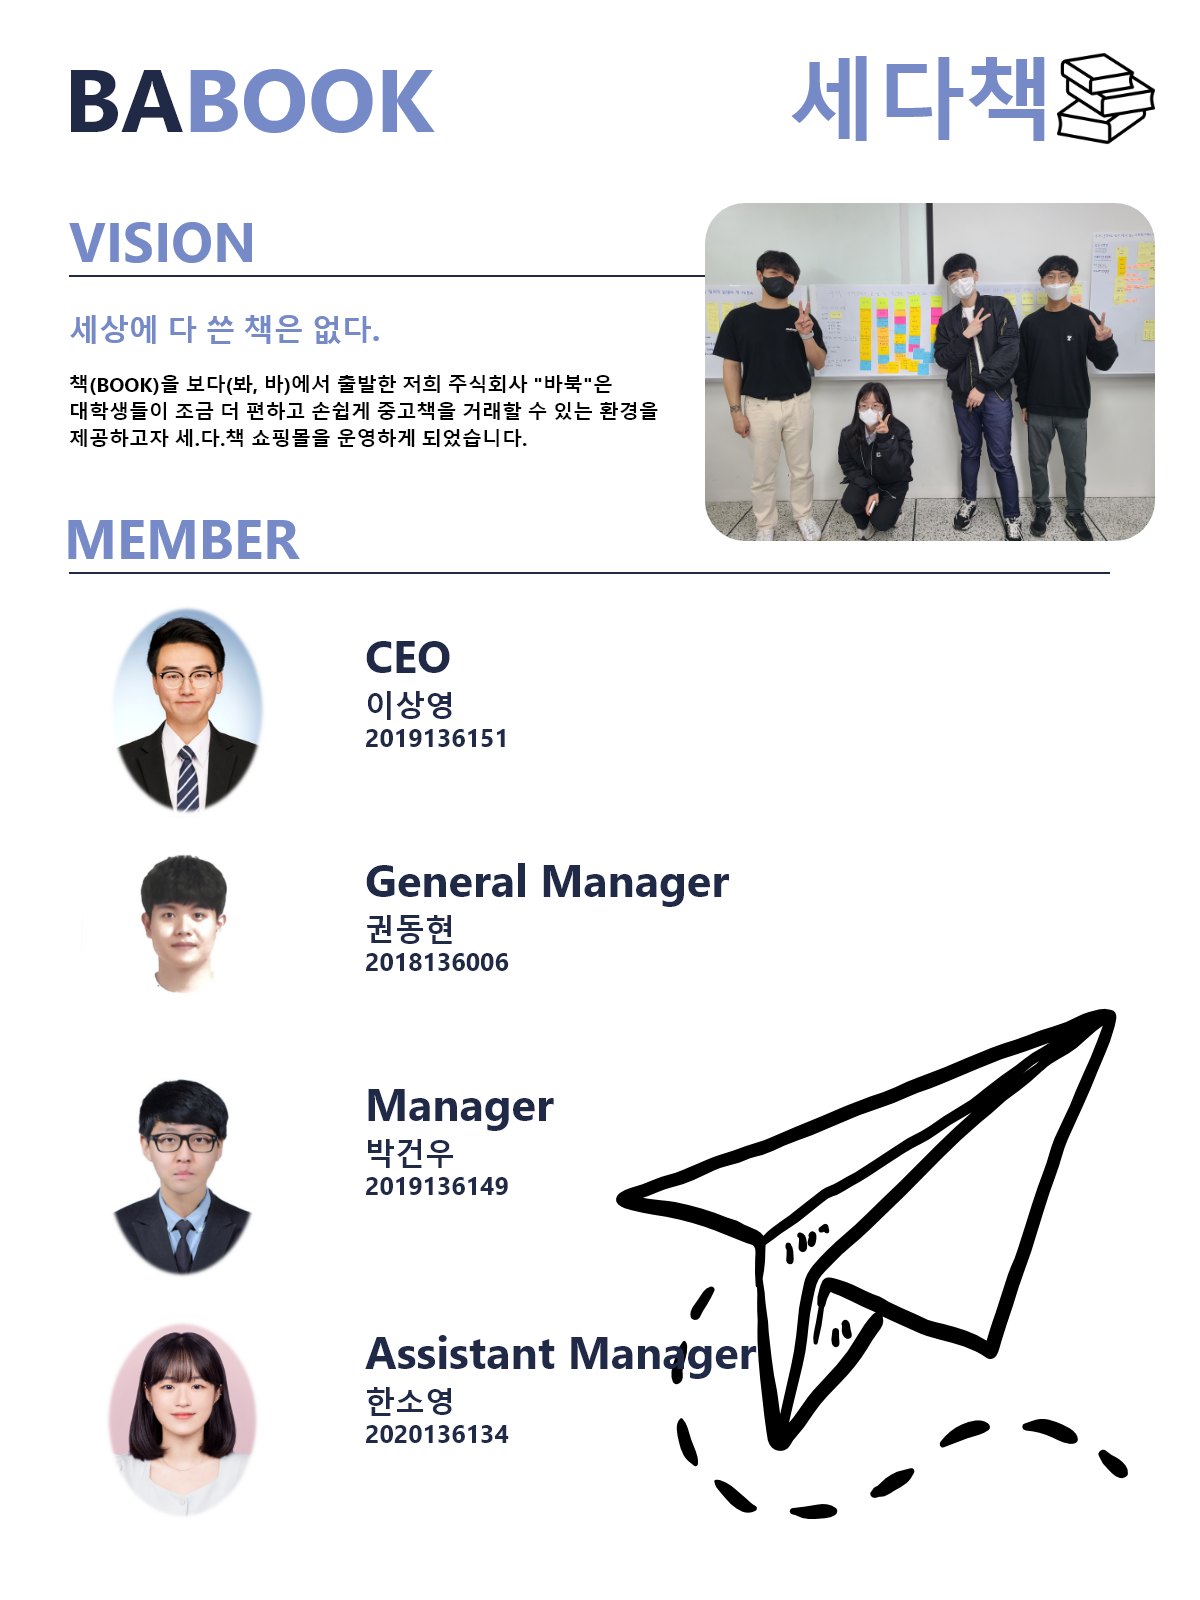 BABOOK
세다책
VISION
세상에 다 쓴 책은 없다.
책(BOOK)을 보다(봐, 바)에서 출발한 저희 주식회사 "바북"은
대학생들이 조금 더 편하고 손쉽게 중고책을 거래할 수 있는 환경을
제공하고자 세.다.책 쇼핑몰을 운영하게 되었습니다.
MEMBER
CEO
이상영
2019136151
General Manager
권동현
2018136006
Manager
박건우
2019136149
Assistant Manager
한소영
2020136134